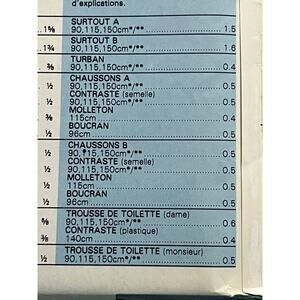 d'explications.
SURTOUT A
1⅝ 90,115,150cm*/** 1.5
SURTOUT B
1¾ 90,115,150cm*/** 1.6
TURBAN
⅜ 90,115,150cm*/** 0.4
CHAUSSONS A
½ 90,115,150cm*/** 0.5
CONTRASTE (semelle)
½ 90,115,150cm*/** 0.5
MOLLETON
⅜ 115cm 0.4
BOUCRAN
½ 96cm 0.5
CHAUSSONS B
½ 90,115,150cm*/** 0.5
CONTRASTE (semelle)
½ 90,115,150cm*/** 0.5
MOLLETON
½ 115cm 0.5
BOUCRAN
½ 96cm 0.5
TROUSSE DE TOILETTE (dame)
⅝ 90,115,150cm*/** 0.6
CONTRASTE (plastique)
⅜ 140cm 0.4
TROUSSE DE TOILETTE (monsieur)
½ 90,115,150cm*/** 0.5